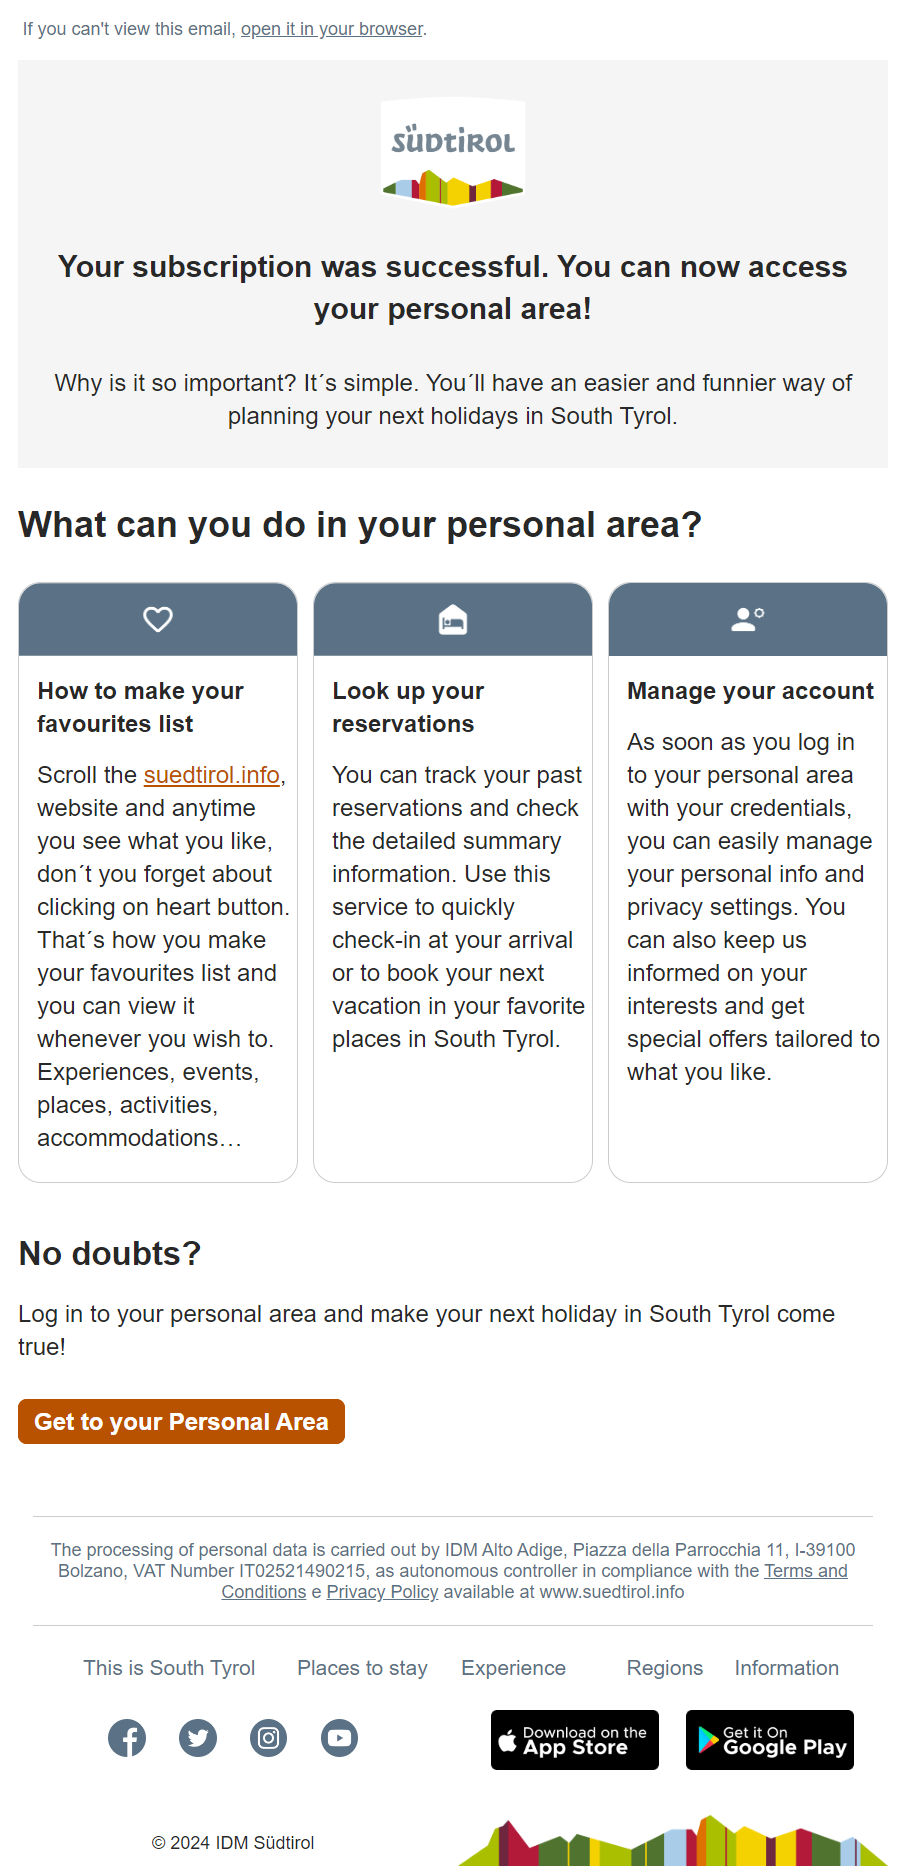 If you can't view this email, open it in your browser.
SÜDTIROL
Your subscription was successful. You can now access
your personal area!
Why is it so important? It´s simple. You´ll have an easier and funnier way of
planning your next holidays in South Tyrol.
What can you do in your personal area?
How to make your
favourites list
Scroll the suedtirol.info,
website and anytime
you see what you like,
don´t you forget about
clicking on heart button.
That´s how you make
your favourites list and
you can view it
whenever you wish to.
Experiences, events,
places, activities,
accommodations…
Look up your
reservations
You can track your past
reservations and check
the detailed summary
information. Use this
service to quickly
check-in at your arrival
or to book your next
vacation in your favorite
places in South Tyrol.
Manage your account
As soon as you log in
to your personal area
with your credentials,
you can easily manage
your personal info and
privacy settings. You
can also keep us
informed on your
interests and get
special offers tailored to
what you like.
No doubts?
Log in to your personal area and make your next holiday in South Tyrol come
true!
Get to your Personal Area
The processing of personal data is carried out by IDM Alto Adige, Piazza della Parrocchia 11, I-39100
Bolzano, VAT Number IT02521490215, as autonomous controller in compliance with the Terms and
Conditions e Privacy Policy available at www.suedtirol.info
This is South Tyrol Places to stay Experience Regions Information
Download on the
App Store
Get it On
Google Play
© 2024 IDM Südtirol